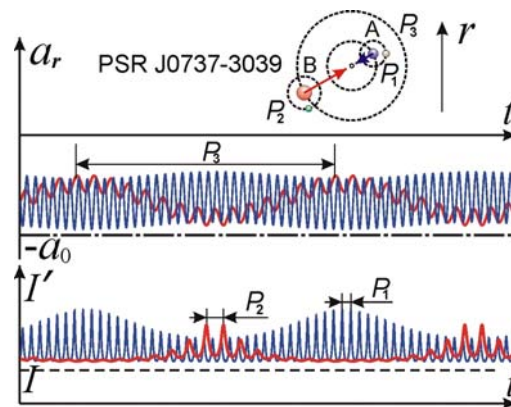 a_r
PSR J0737-3039
A
P_3
B
P_1
P_2
r
t
P_3
-a_0
I'
P_2
P_1
I
t